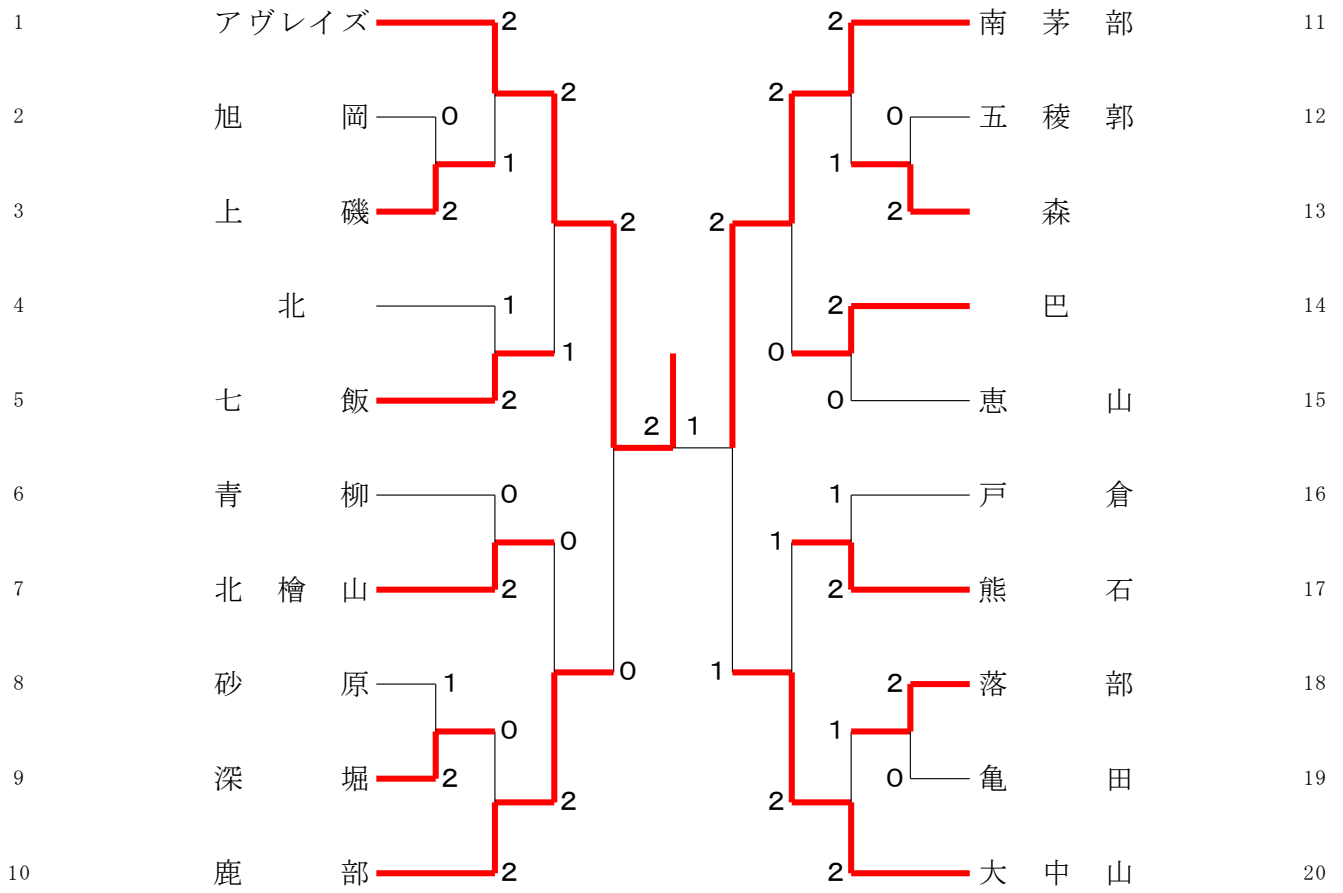 1 アヴレイズ 2 2 南茅部 11
2 2
2 旭岡 0 0 五稜郭 12
1 1
3 上磯 2 2 森 13
2 2
4 北 1 2 巴 14
1 0
5 七飯 2 0 恵山 15
2 1
6 青柳 0 1 戸倉 16
0 1
7 北檜山 2 2 熊石 17
0 1
8 砂原 1 2 落部 18
0 1
9 深堀 2 0 亀田 19
2 2
10 鹿部 2 2 大中山 20